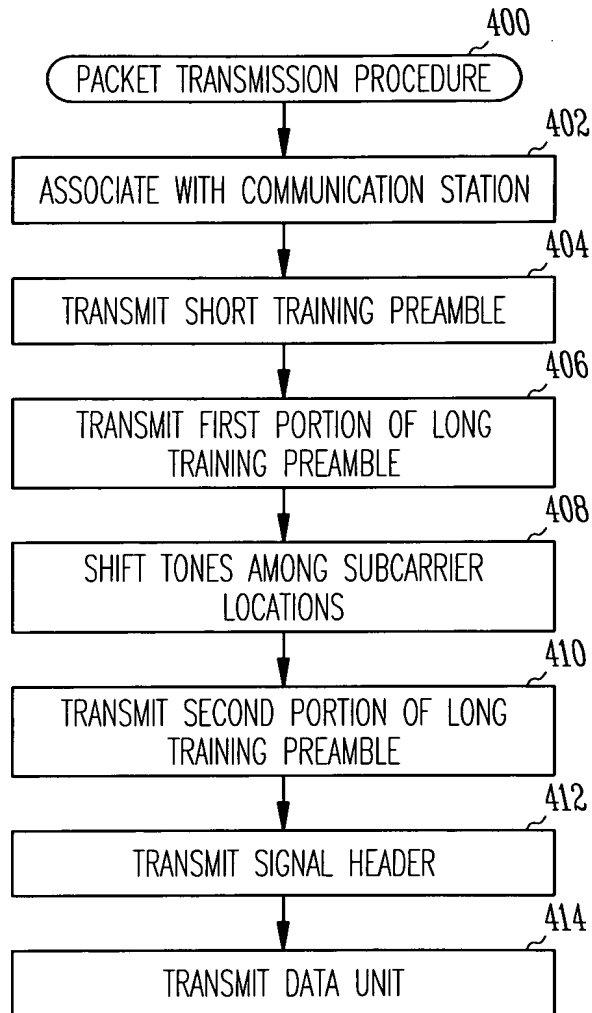 400
PACKET TRANSMISSION PROCEDURE
402
ASSOCIATE WITH COMMUNICATION STATION
404
TRANSMIT SHORT TRAINING PREAMBLE
406
TRANSMIT FIRST PORTION OF LONG
TRAINING PREAMBLE
408
SHIFT TONES AMONG SUBCARRIER
LOCATIONS
410
TRANSMIT SECOND PORTION OF LONG
TRAINING PREAMBLE
412
TRANSMIT SIGNAL HEADER
414
TRANSMIT DATA UNIT